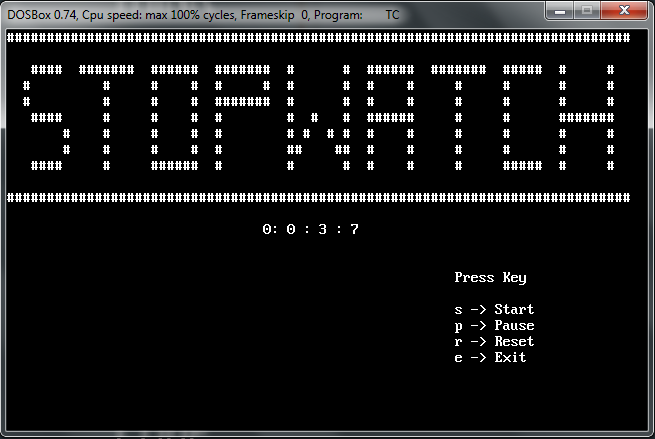 DOSBox 0.74, Cpu speed: max 100% cycles, Frameskip 0, Program: TC
STOPWATCH
0: 0 : 3 : 7
Press Key
s -> Start
p -> Pause
r -> Reset
e -> Exit